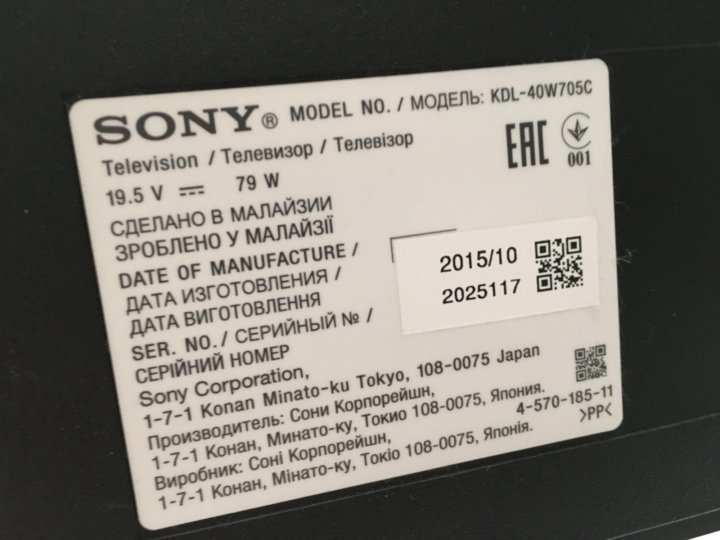 SONY® MODEL NO. / МОДЕЛЬ: KDL-40W705C
Television / Телевизор / Телевізор
19.5 V ⎓ 79 W
EAC
001
СДЕЛАНО В МАЛАЙЗИИ
ЗРОБЛЕНО У МАЛАЙЗІЇ
DATE OF MANUFACTURE /
ДАТА ИЗГОТОВЛЕНИЯ /
ДАТА ВИГОТОВЛЕННЯ
2015/10
2025117
SER. NO./ СЕРИЙНЫЙ № /
СЕРІЙНИЙ НОМЕР
Sony Corporation,
1-7-1 Konan Minato-ku Tokyo, 108-0075 Japan
Производитель: Сони Корпорейшн,
1-7-1 Конан, Минато-ку, Токио 108-0075, Япония.
Виробник: Соні Корпорейшн,
1-7-1 Конан, Мінато-ку, Токіо 108-0075, Японія.
4-570-185-11
>PP<